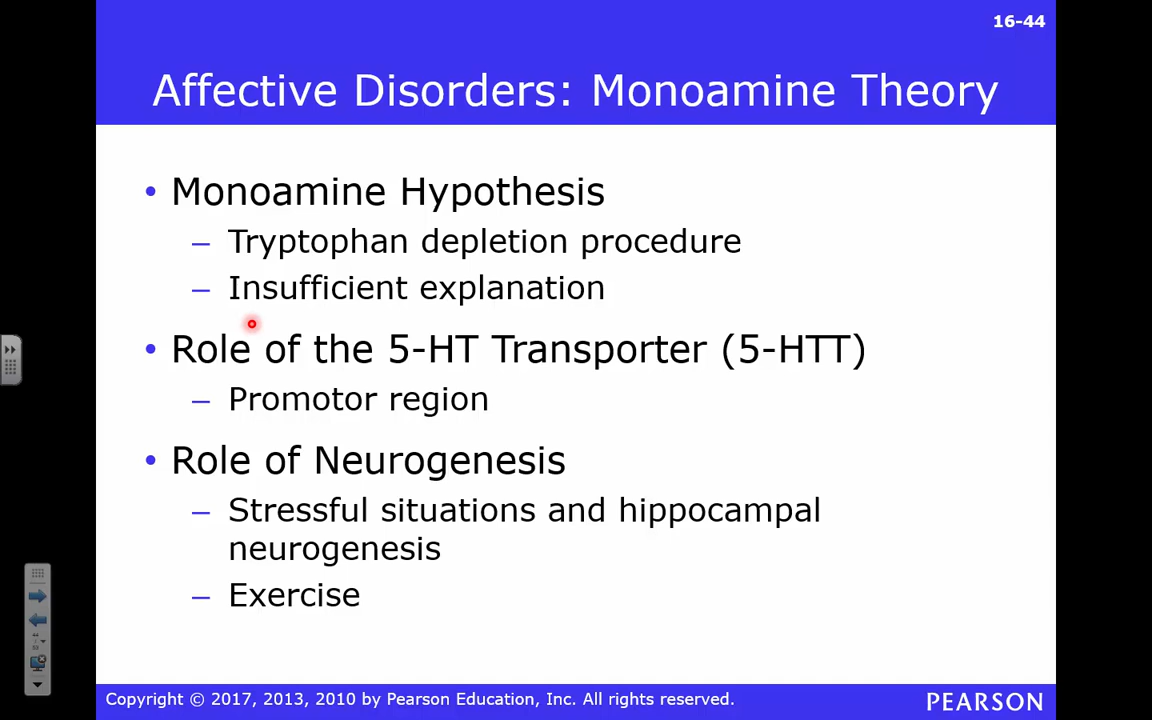 16-44
Affective Disorders: Monoamine Theory
• Monoamine Hypothesis
– Tryptophan depletion procedure
– Insufficient explanation
• Role of the 5-HT Transporter (5-HTT)
– Promotor region
• Role of Neurogenesis
– Stressful situations and hippocampal
neurogenesis
– Exercise
Copyright © 2017, 2013, 2010 by Pearson Education, Inc. All rights reserved.
PEARSON